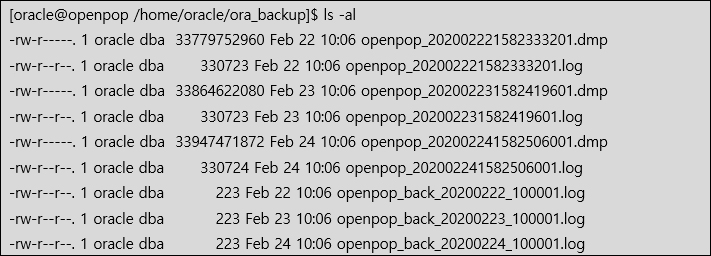 [oracle@openpop /home/oracle/ora_backup]$ ls -al
-rw-r-----. 1 oracle dba 33779752960 Feb 22 10:06 openpop_202002221582333201.dmp
-rw-r--r--. 1 oracle dba 330723 Feb 22 10:06 openpop_202002221582333201.log
-rw-r-----. 1 oracle dba 33864622080 Feb 23 10:06 openpop_202002231582419601.dmp
-rw-r--r--. 1 oracle dba 330723 Feb 23 10:06 openpop_202002231582419601.log
-rw-r-----. 1 oracle dba 33947471872 Feb 24 10:06 openpop_202002241582506001.dmp
-rw-r--r--. 1 oracle dba 330724 Feb 24 10:06 openpop_202002241582506001.log
-rw-r--r--. 1 oracle dba 223 Feb 22 10:06 openpop_back_20200222_100001.log
-rw-r--r--. 1 oracle dba 223 Feb 23 10:06 openpop_back_20200223_100001.log
-rw-r--r--. 1 oracle dba 223 Feb 24 10:06 openpop_back_20200224_100001.log